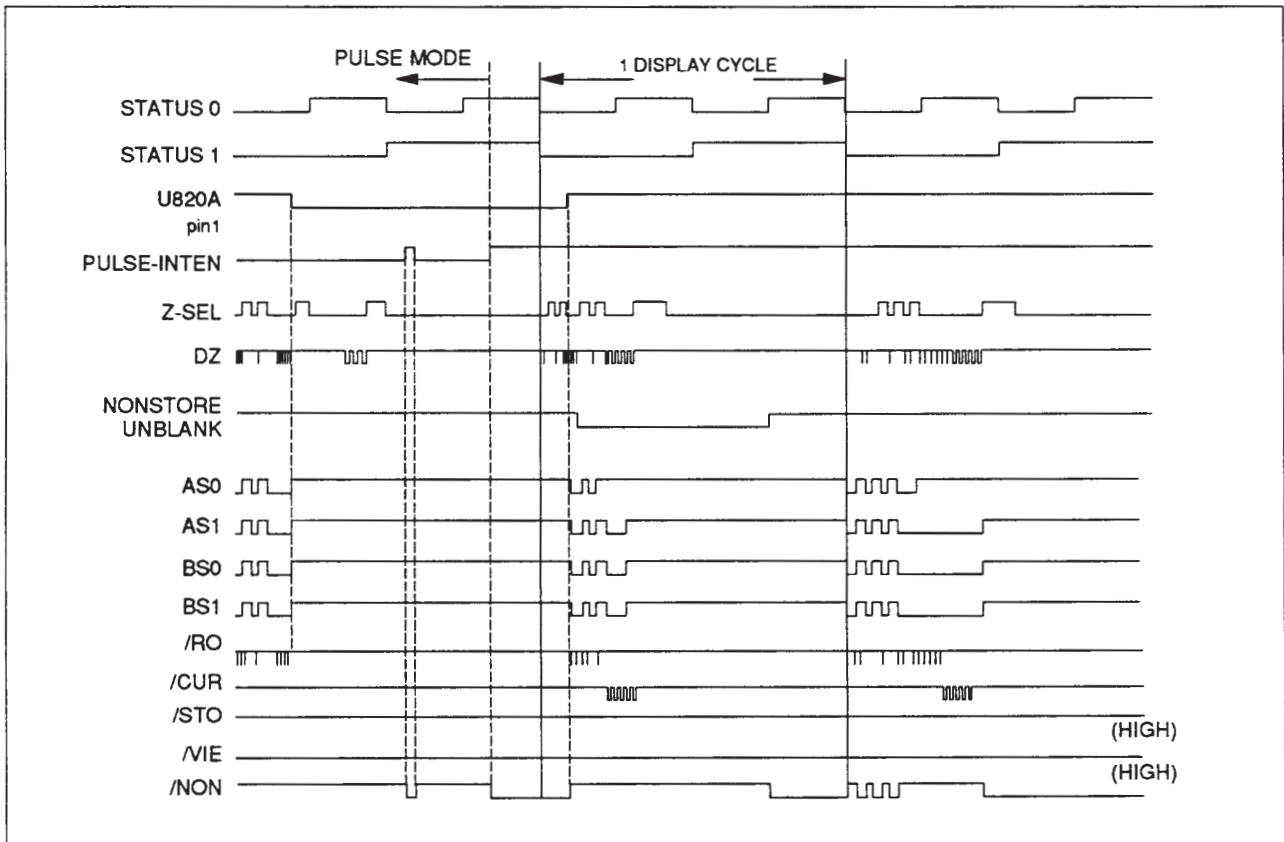 PULSE MODE
1 DISPLAY CYCLE
STATUS 0
STATUS 1
U820A
pin1
PULSE-INTEN
Z-SEL
DZ
NONSTORE
UNBLANK
AS0
AS1
BS0
BS1
/RO
/CUR
/STO
(HIGH)
/VIE
(HIGH)
/NON